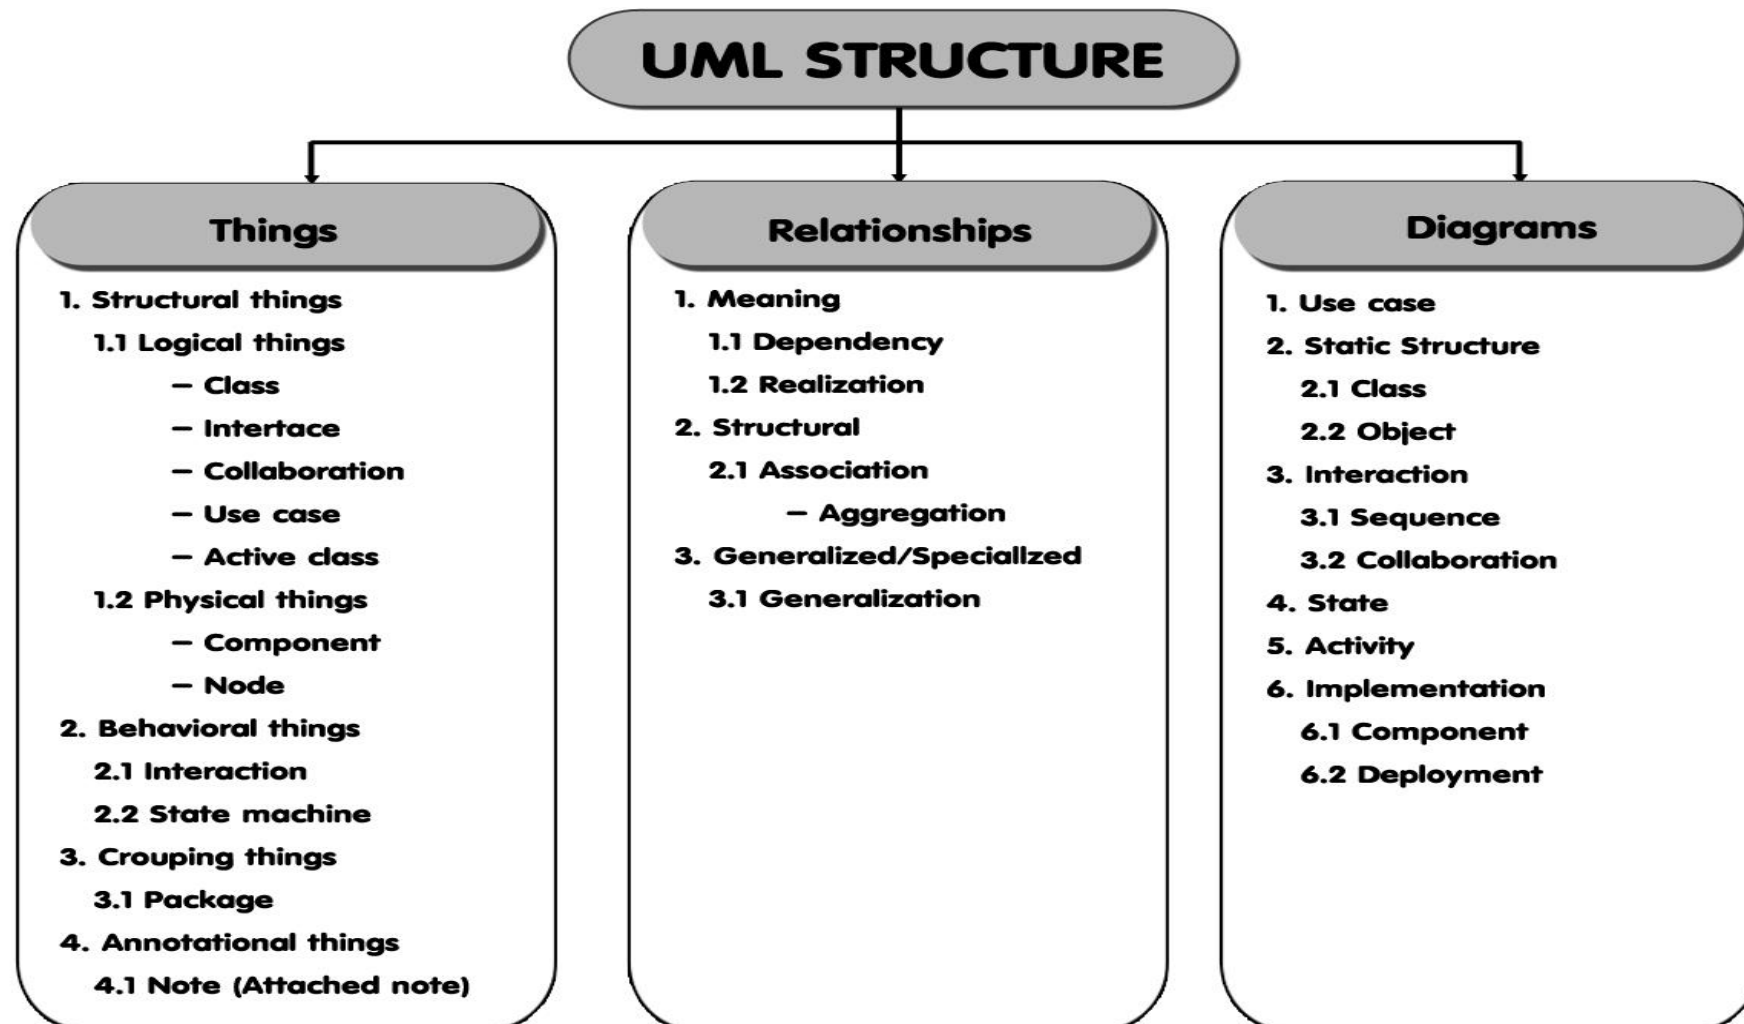 UML STRUCTURE
Things
1. Structural things
1.1 Logical things
– Class
– Intertace
– Collaboration
– Use case
– Active class
1.2 Physical things
– Component
– Node
2. Behavioral things
2.1 Interaction
2.2 State machine
3. Crouping things
3.1 Package
4. Annotational things
4.1 Note (Attached note)
Relationships
1. Meaning
1.1 Dependency
1.2 Realization
2. Structural
2.1 Association
– Aggregation
3. Generalized/Speciallzed
3.1 Generalization
Diagrams
1. Use case
2. Static Structure
2.1 Class
2.2 Object
3. Interaction
3.1 Sequence
3.2 Collaboration
4. State
5. Activity
6. Implementation
6.1 Component
6.2 Deployment